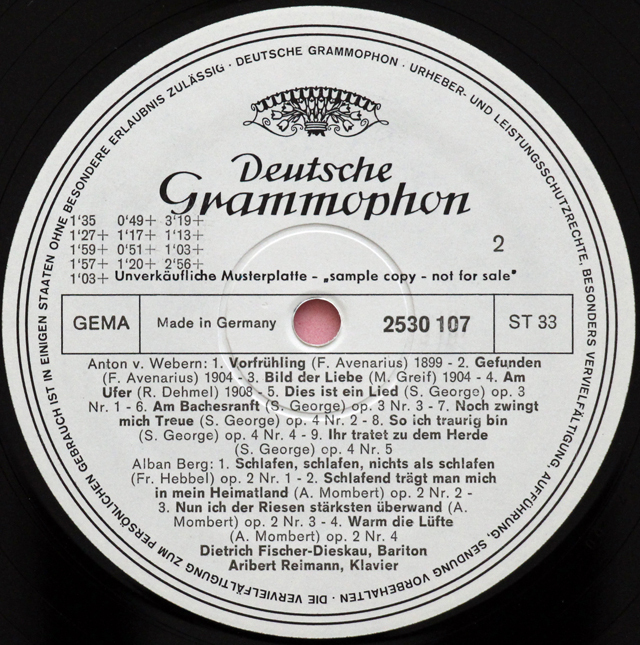 DIE VERVIELFÄLTIGUNG ZUM PERSÖNLICHEN GEBRAUCH IST IN EINIGEN STAATEN OHNE BESONDERE ERLAUBNIS ZULÄSSIG · DEUTSCHE GRAMMOPHON · URHEBER- UND LEISTUNGSSCHUTZRECHTE, BESONDERS VERVIELFÄLTIGUNG, AUFFÜHRUNG, SENDUNG VORBEHALTEN ·
Deutsche
Grammophon
1'35 0'49+ 3'19+
1'27+ 1'17+ 1'13+
1'59+ 0'51+ 1'03+
1'57+ 1'20+ 2'56+
1'03+
2
Unverkäufliche Musterplatte - „sample copy - not for sale"
GEMA Made in Germany 2530 107 ST 33
Anton v. Webern: 1. Vorfrühling (F. Avenarius) 1899 - 2. Gefunden
(F. Avenarius) 1904 - 3. Bild der Liebe (M. Greif) 1904 - 4. Am
Ufer (R. Dehmel) 1908 - 5. Dies ist ein Lied (S. George) op. 3
Nr. 1 - 6. Am Bachesranft (S. George) op. 3 Nr. 3 - 7. Noch zwingt
mich Treue (S. George) op. 4 Nr. 2 - 8. So ich traurig bin
(S. George) op. 4 Nr. 4 - 9. Ihr tratet zu dem Herde
(S. George) op. 4 Nr. 5
Alban Berg: 1. Schlafen, schlafen, nichts als schlafen
(Fr. Hebbel) op. 2 Nr. 1 - 2. Schlafend trägt man mich
in mein Heimatland (A. Mombert) op. 2 Nr. 2 -
3. Nun ich der Riesen stärksten überwand (A.
Mombert) op. 2 Nr. 3 - 4. Warm die Lüfte
(A. Mombert) op. 2 Nr. 4
Dietrich Fischer-Dieskau, Bariton
Aribert Reimann, Klavier